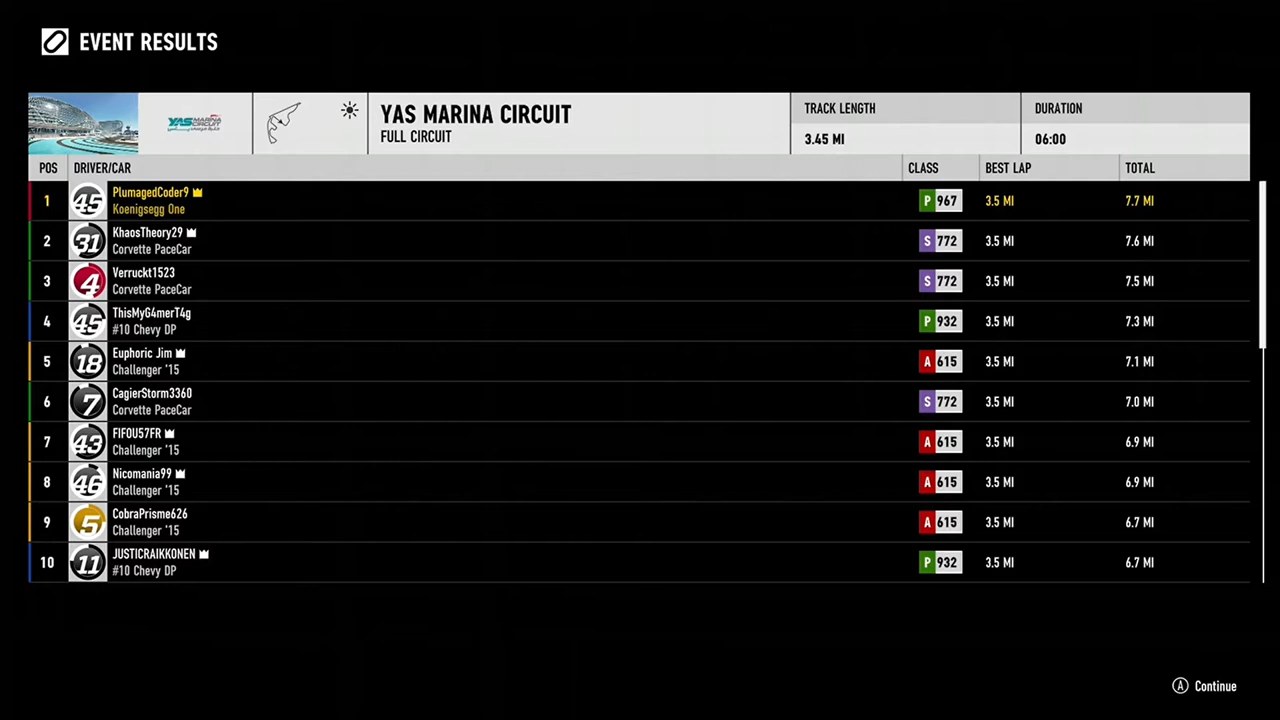 EVENT RESULTS
YAS MARINA CIRCUIT
FULL CIRCUIT
TRACK LENGTH
3.45 MI
DURATION
06:00
YAS MARINA
CIRCUIT
POS DRIVER/CAR CLASS BEST LAP TOTAL
1 45 PlumagedCoder9 P 967 3.5 MI 7.7 MI
Koenigsegg One
2 31 KhaosTheory29 S 772 3.5 MI 7.6 MI
Corvette PaceCar
3 4 Verruckt1523 S 772 3.5 MI 7.5 MI
Corvette PaceCar
4 45 ThisMyG4merT4g P 932 3.5 MI 7.3 MI
#10 Chevy DP
5 18 Euphoric Jim A 615 3.5 MI 7.1 MI
Challenger '15
6 7 CagierStorm3360 S 772 3.5 MI 7.0 MI
Corvette PaceCar
7 43 FIFOU57FR A 615 3.5 MI 6.9 MI
Challenger '15
8 46 Nicomania99 A 615 3.5 MI 6.9 MI
Challenger '15
9 5 CobraPrisme626 A 615 3.5 MI 6.7 MI
Challenger '15
10 11 JUSTICRAIKKONEN P 932 3.5 MI 6.7 MI
#10 Chevy DP
A Continue